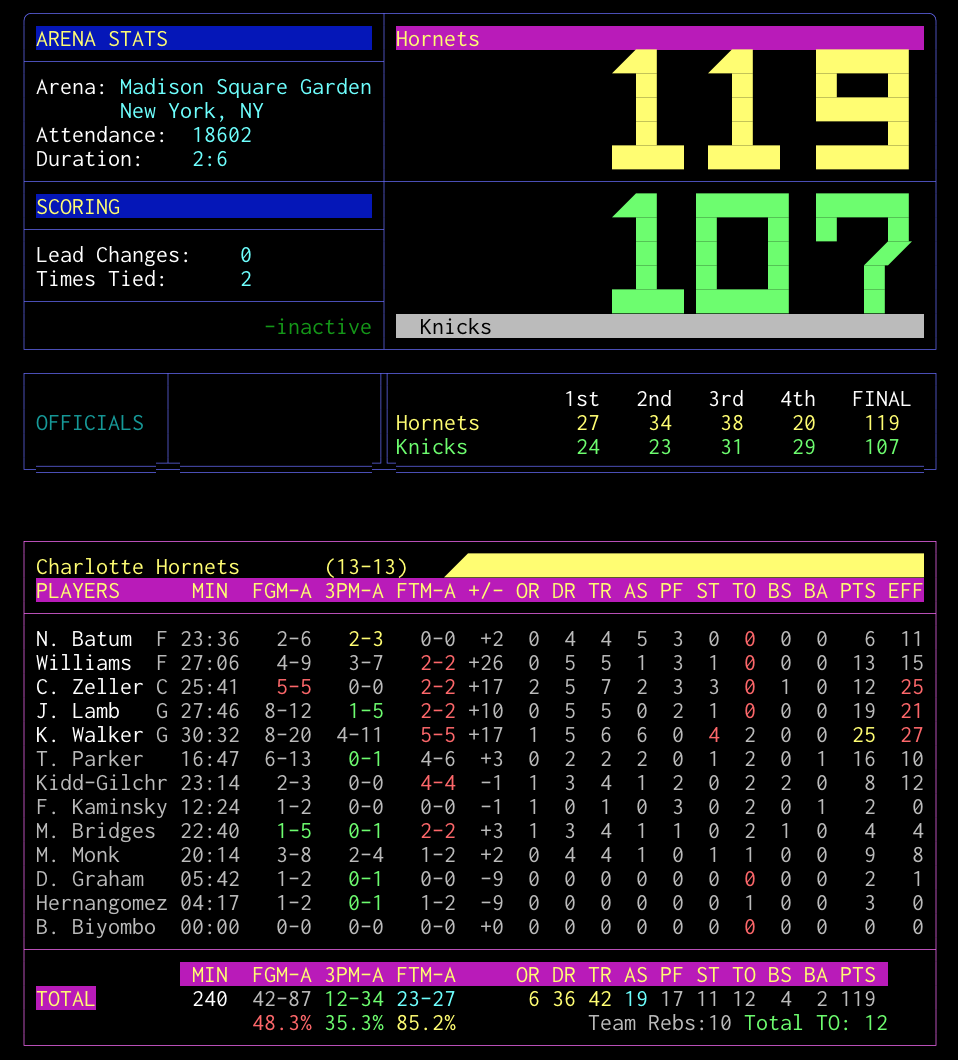 ARENA STATS
Arena: Madison Square Garden
New York, NY
Attendance: 18602
Duration: 2:6
SCORING
Lead Changes: 0
Times Tied: 2
-inactive
Hornets
119
107
Knicks
OFFICIALS
1st 2nd 3rd 4th FINAL
Hornets 27 34 38 20 119
Knicks 24 23 31 29 107
Charlotte Hornets (13-13)
PLAYERS MIN FGM-A 3PM-A FTM-A +/- OR DR TR AS PF ST TO BS BA PTS EFF
N. Batum F 23:36 2-6 2-3 0-0 +2 0 4 4 5 3 0 0 0 0 6 11
Williams F 27:06 4-9 3-7 2-2 +26 0 5 5 1 3 1 0 0 0 13 15
C. Zeller C 25:41 5-5 0-0 2-2 +17 2 5 7 2 3 3 0 1 0 12 25
J. Lamb G 27:46 8-12 1-5 2-2 +10 0 5 5 0 2 1 0 0 0 19 21
K. Walker G 30:32 8-20 4-11 5-5 +17 1 5 6 6 0 4 2 0 0 25 27
T. Parker 16:47 6-13 0-1 4-6 +3 0 2 2 2 0 1 2 0 1 16 10
Kidd-Gilchr 23:14 2-3 0-0 4-4 -1 1 3 4 1 2 0 2 2 0 8 12
F. Kaminsky 12:24 1-2 0-0 0-0 -1 1 0 1 0 3 0 2 0 1 2 0
M. Bridges 22:40 1-5 0-1 2-2 +3 1 3 4 1 1 0 2 1 0 4 4
M. Monk 20:14 3-8 2-4 1-2 +2 0 4 4 1 0 1 1 0 0 9 8
D. Graham 05:42 1-2 0-1 0-0 -9 0 0 0 0 0 0 0 0 0 2 1
Hernangomez 04:17 1-2 0-1 1-2 -9 0 0 0 0 0 0 1 0 0 3 0
B. Biyombo 00:00 0-0 0-0 0-0 +0 0 0 0 0 0 0 0 0 0 0 0
MIN FGM-A 3PM-A FTM-A OR DR TR AS PF ST TO BS BA PTS
TOTAL 240 42-87 12-34 23-27 6 36 42 19 17 11 12 4 2 119
48.3% 35.3% 85.2% Team Rebs:10 Total TO: 12